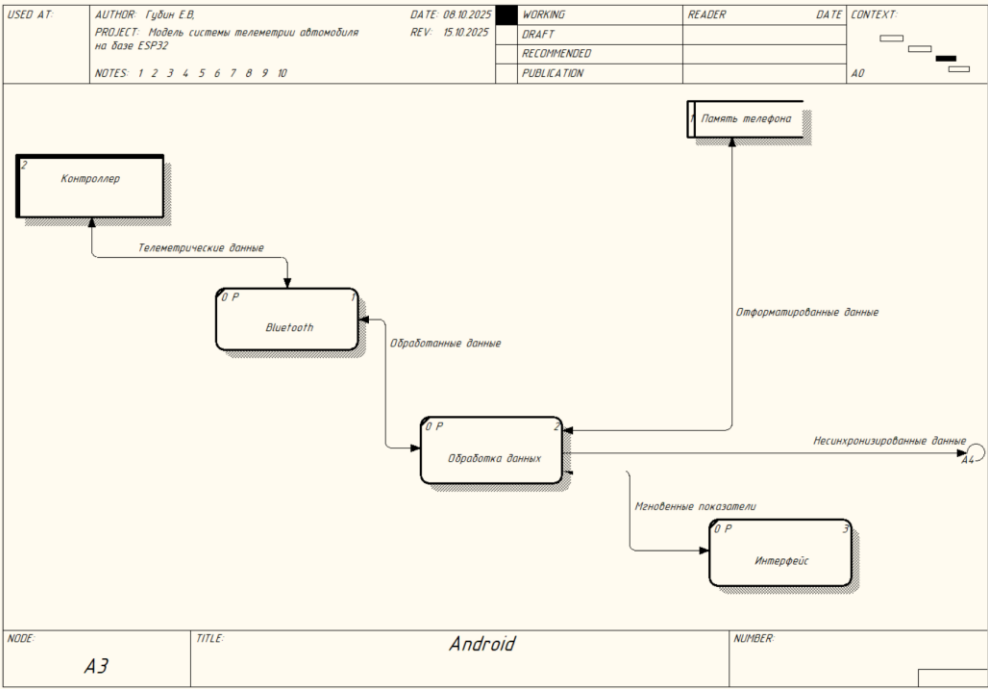 USED AT:
AUTHOR: Губин Е.В,
DATE: 08.10.2025
WORKING
READER
DATE
CONTEXT:
PROJECT: Модель системы телеметрии автомобиля
на базе ESP32
REV: 15.10.2025
DRAFT
RECOMMENDED
NOTES: 1 2 3 4 5 6 7 8 9 10
PUBLICATION
A0
1
Память телефона
2
Контроллер
Телеметрические данные
0 Р
1
Bluetooth
Отформатированные данные
Обработанные данные
0 Р
2
Обработка данных
Несинхронизированные данные
A4
Мгновенные показатели
0 Р
3
Интерфейс
NODE:
TITLE:
NUMBER:
A3
Android